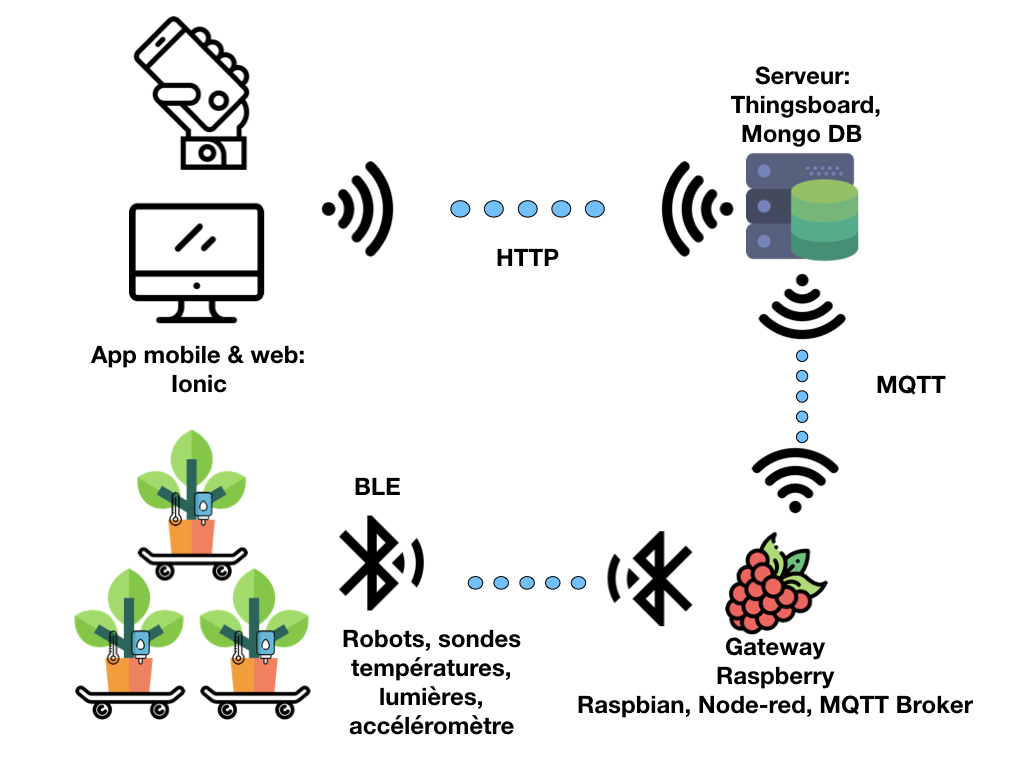 Serveur:
Thingsboard,
Mongo DB
HTTP
App mobile & web:
Ionic
MQTT
BLE
Robots, sondes
températures,
lumières,
accéléromètre
Gateway
Raspberry
Raspbian, Node-red, MQTT Broker